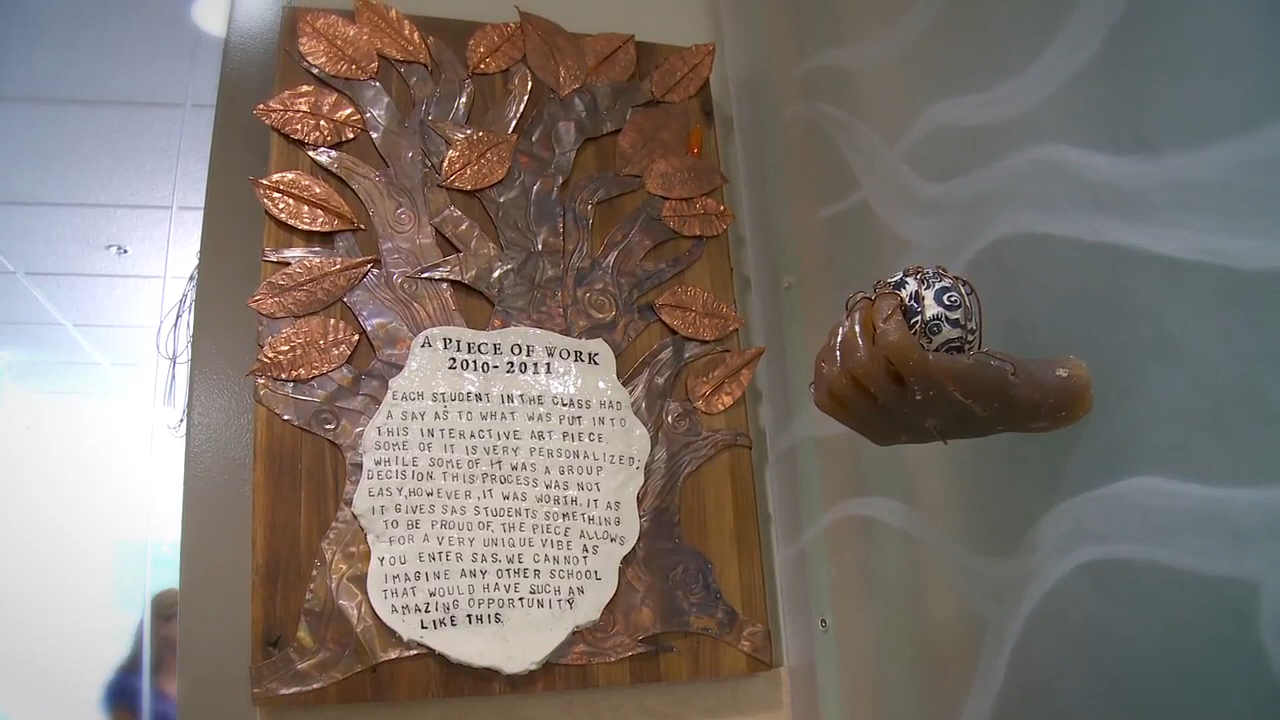 A PIECE OF WORK
2010-2011
EACH STUDENT IN THE CLASS HAD
A SAY AS TO WHAT WAS PUT INTO
THIS INTERACTIVE ART PIECE.
SOME OF IT IS VERY PERSONALIZED;
WHILE SOME OF IT WAS A GROUP
DECISION. THIS PROCESS WAS NOT
EASY, HOWEVER, IT WAS WORTH IT AS
IT GIVES SAS STUDENTS SOMETHING
TO BE PROUD OF. THE PIECE ALLOWS
FOR A VERY UNIQUE VIBE AS
YOU ENTER SAS. WE CANNOT
IMAGINE ANY OTHER SCHOOL
THAT WOULD HAVE SUCH AN
AMAZING OPPORTUNITY
LIKE THIS.